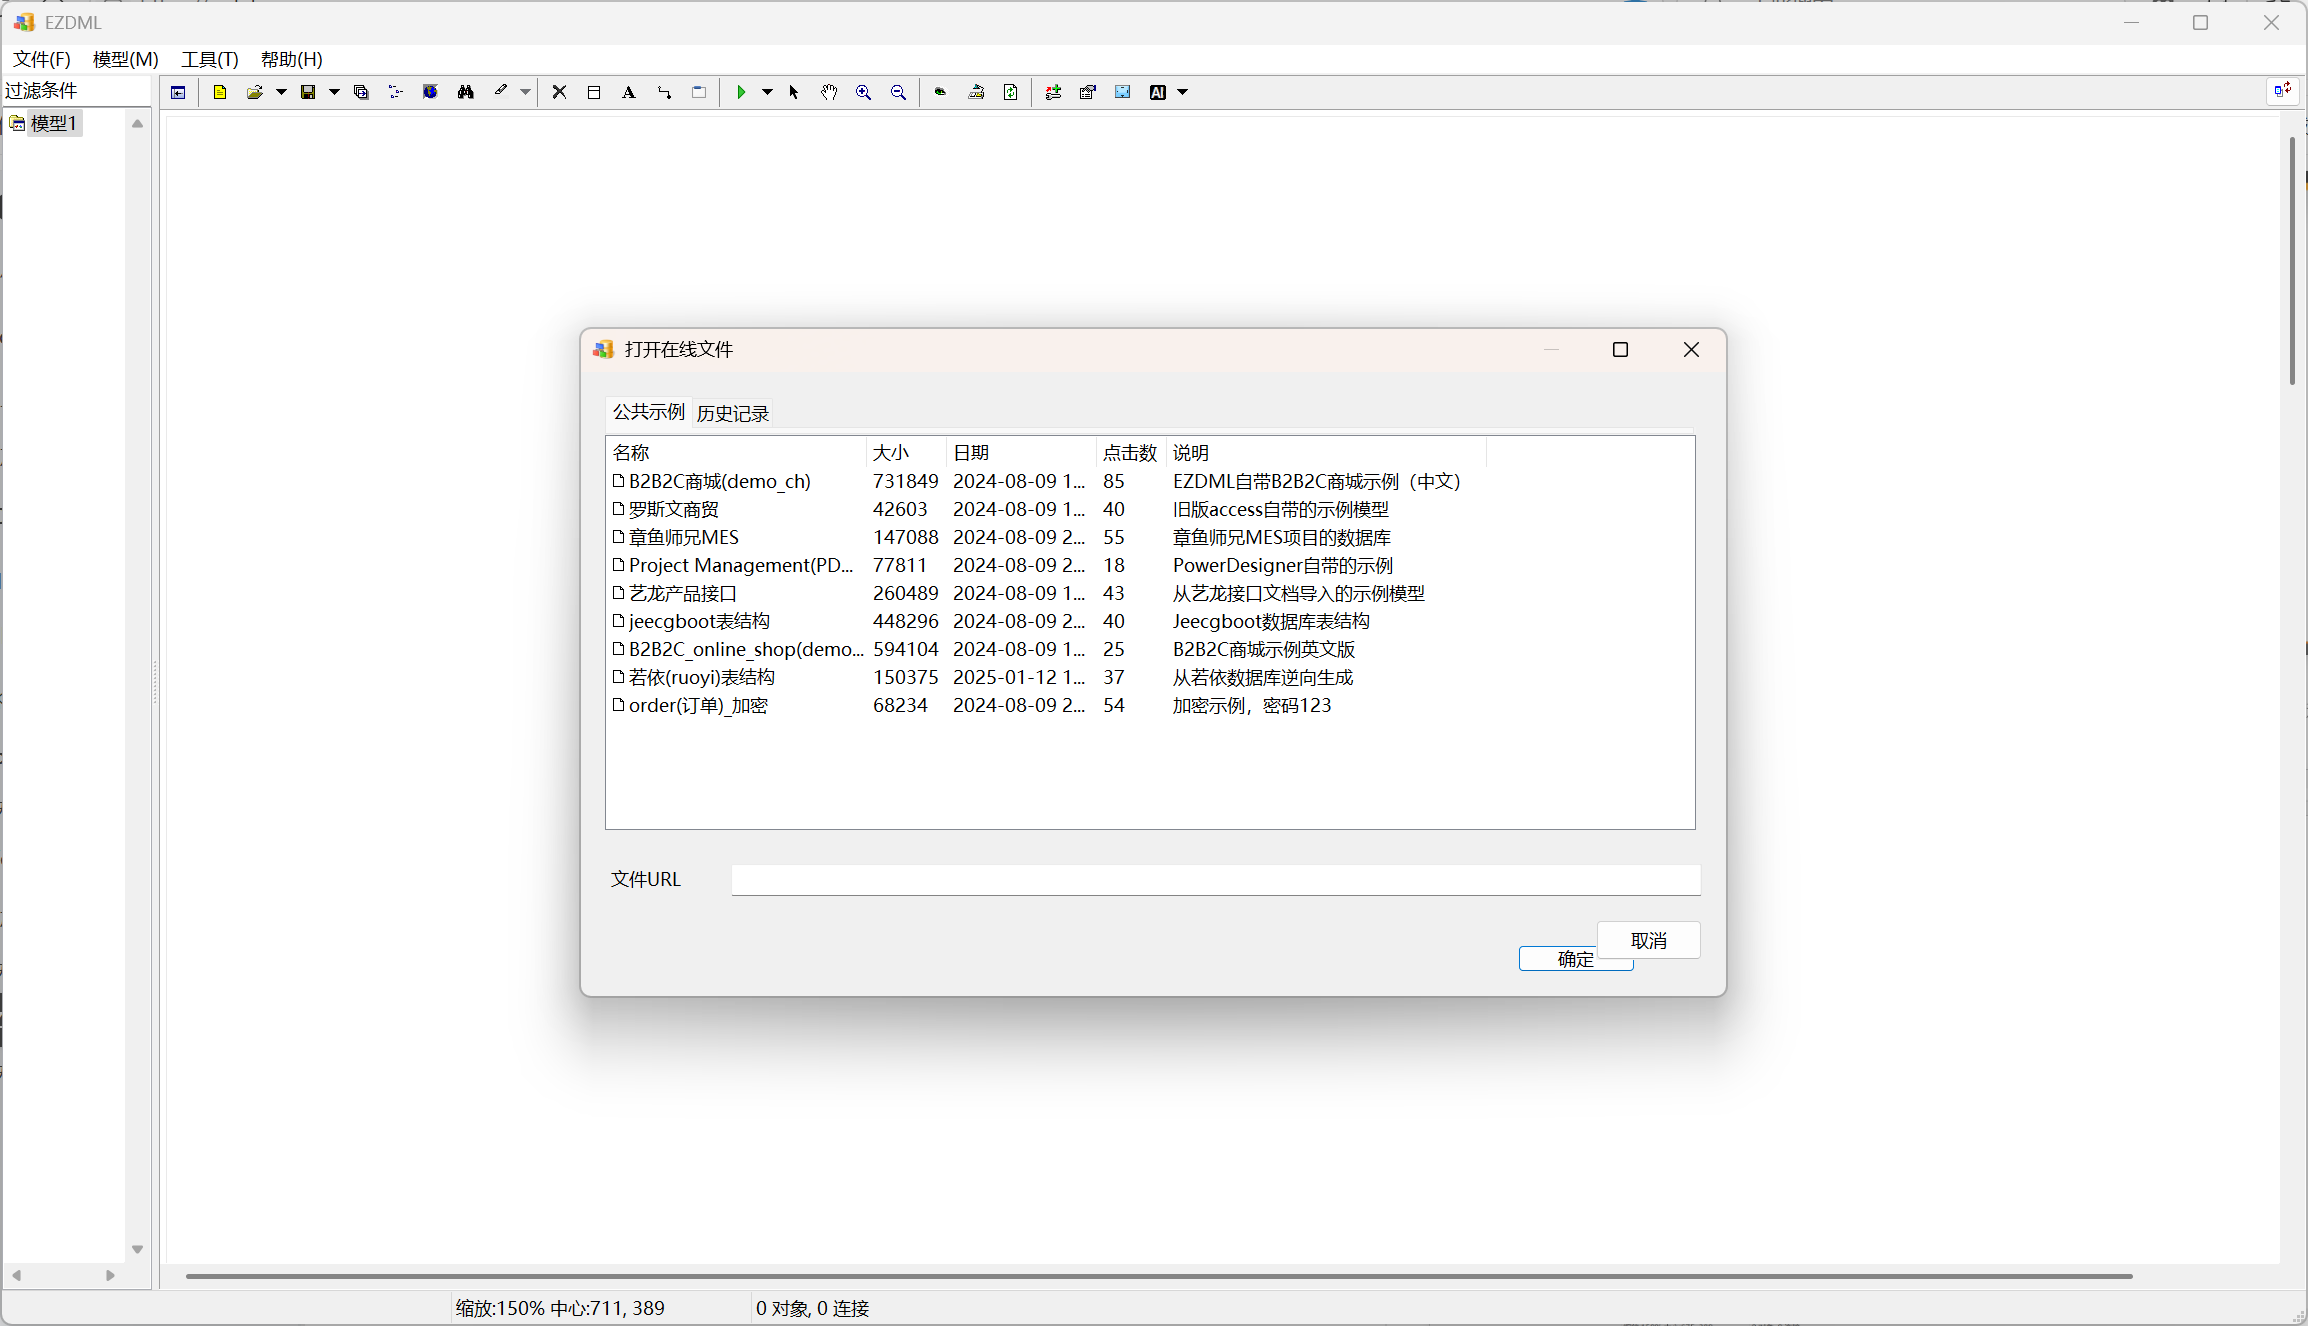 EZDML
文件(F) 模型(M) 工具(T) 帮助(H)
过滤条件
AI
模型1
打开在线文件
公共示例 历史记录
名称 大小 日期 点击数 说明
B2B2C商城(demo_ch) 731849 2024-08-09 1... 85 EZDML自带B2B2C商城示例（中文）
罗斯文商贸 42603 2024-08-09 1... 40 旧版access自带的示例模型
章鱼师兄MES 147088 2024-08-09 2... 55 章鱼师兄MES项目的数据库
Project Management(PD... 77811 2024-08-09 2... 18 PowerDesigner自带的示例
艺龙产品接口 260489 2024-08-09 1... 43 从艺龙接口文档导入的示例模型
jeecgboot表结构 448296 2024-08-09 2... 40 Jeecgboot数据库表结构
B2B2C_online_shop(demo... 594104 2024-08-09 1... 25 B2B2C商城示例英文版
若依(ruoyi)表结构 150375 2025-01-12 1... 37 从若依数据库逆向生成
order(订单)_加密 68234 2024-08-09 2... 54 加密示例，密码123
文件URL
取消
确定
缩放:150% 中心:711, 389 0 对象, 0 连接